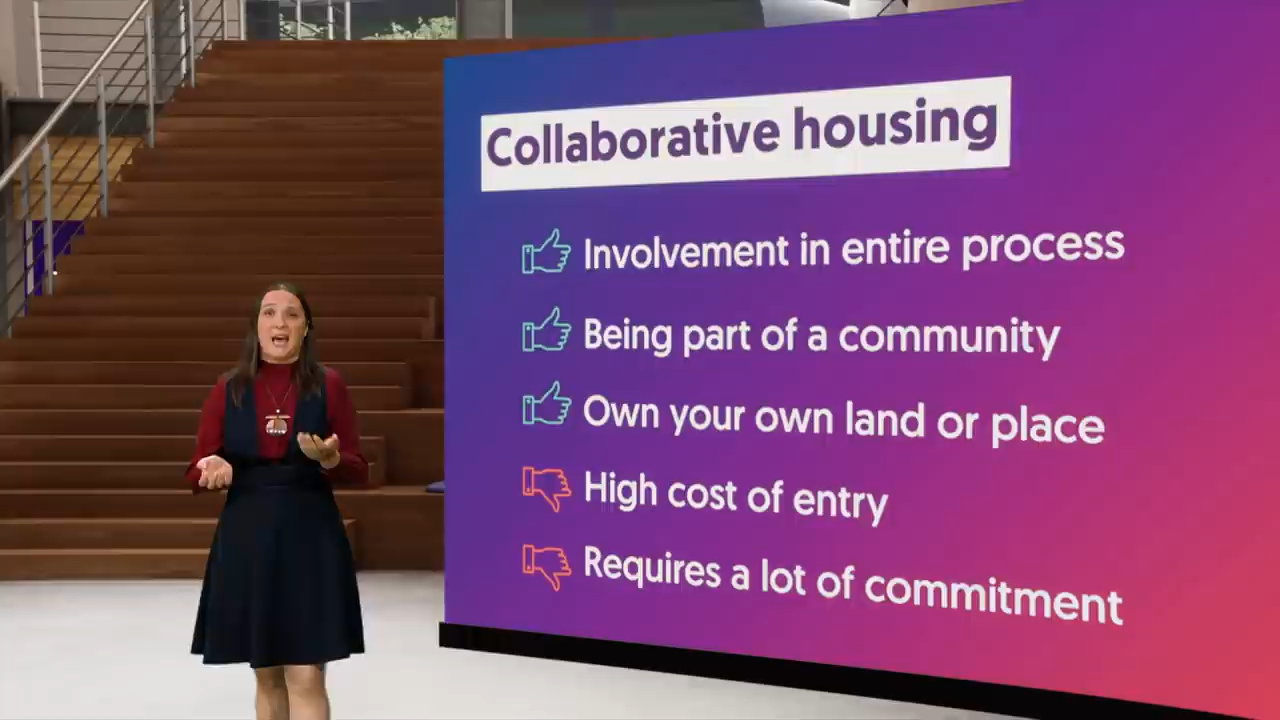 Collaborative housing
Involvement in entire process
Being part of a community
Own your own land or place
High cost of entry
Requires a lot of commitment